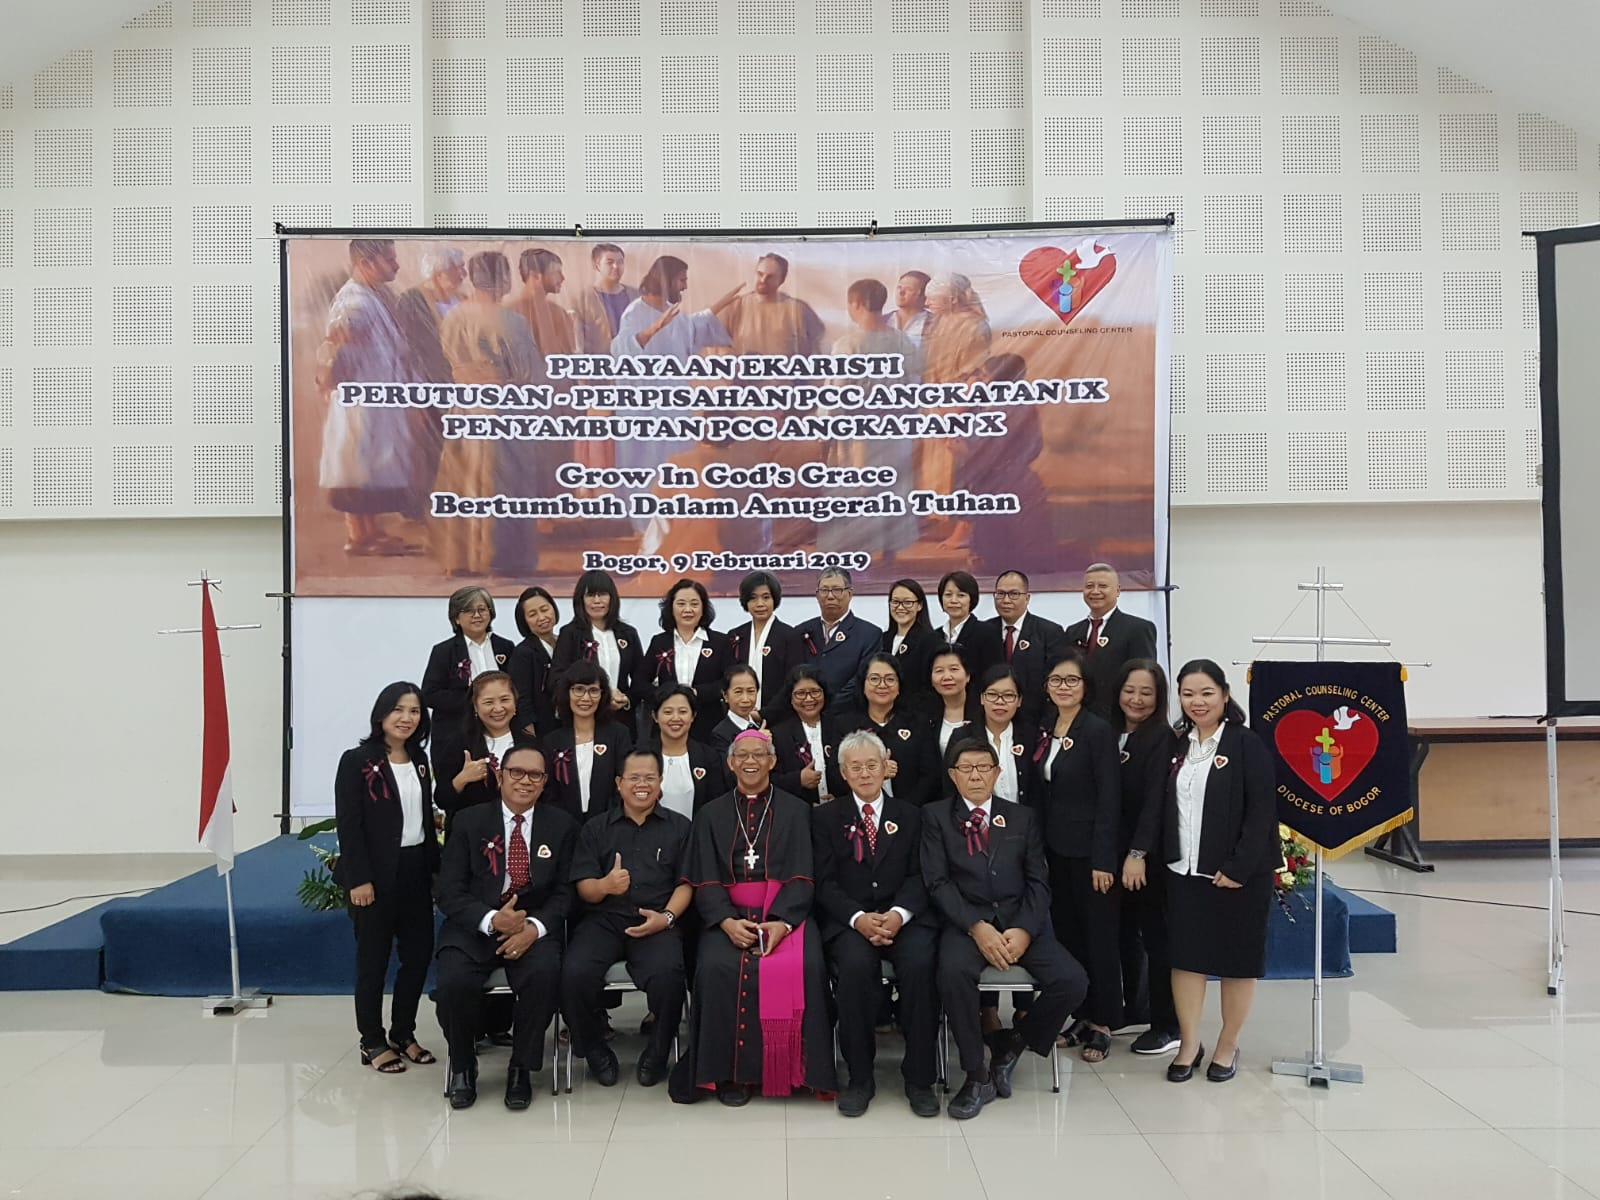 PASTORAL COUNSELING CENTER
PERAYAAN EKARISTI
PERUTUSAN - PERPISAHAN PCC ANGKATAN IX
PENYAMBUTAN PCC ANGKATAN X
Grow In God's Grace
Bertumbuh Dalam Anugerah Tuhan
Bogor, 9 Februari 2019
PASTORAL COUNSELING CENTER
DIOCESE OF BOGOR